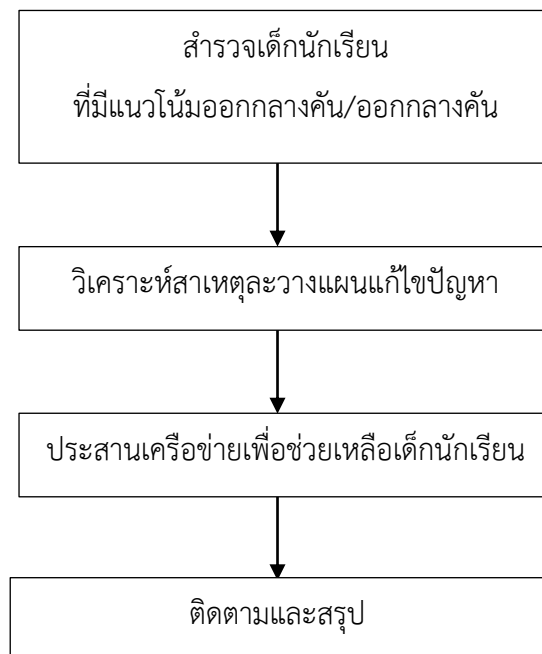 สำรวจเด็กนักเรียน
ที่มีแนวโน้มออกกลางคัน/ออกกลางคัน
วิเคราะห์สาเหตุละวางแผนแก้ไขปัญหา
ประสานเครือข่ายเพื่อช่วยเหลือเด็กนักเรียน
ติดตามและสรุป